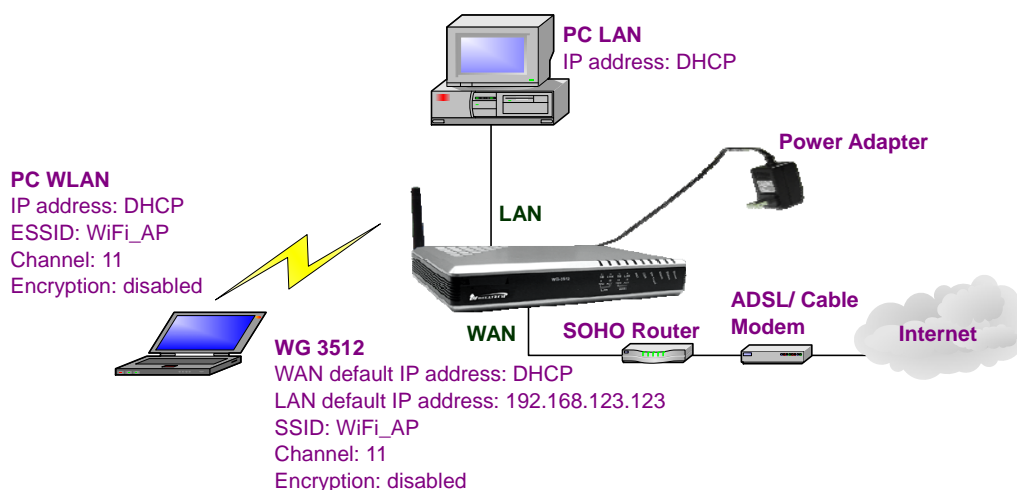 PC LAN
IP address: DHCP
Power Adapter
PC WLAN
IP address: DHCP
ESSID: WiFi_AP
Channel: 11
Encryption: disabled
LAN
WG-3512
WAN
SOHO Router
ADSL/ Cable
Modem
Internet
WG 3512
WAN default IP address: DHCP
LAN default IP address: 192.168.123.123
SSID: WiFi_AP
Channel: 11
Encryption: disabled